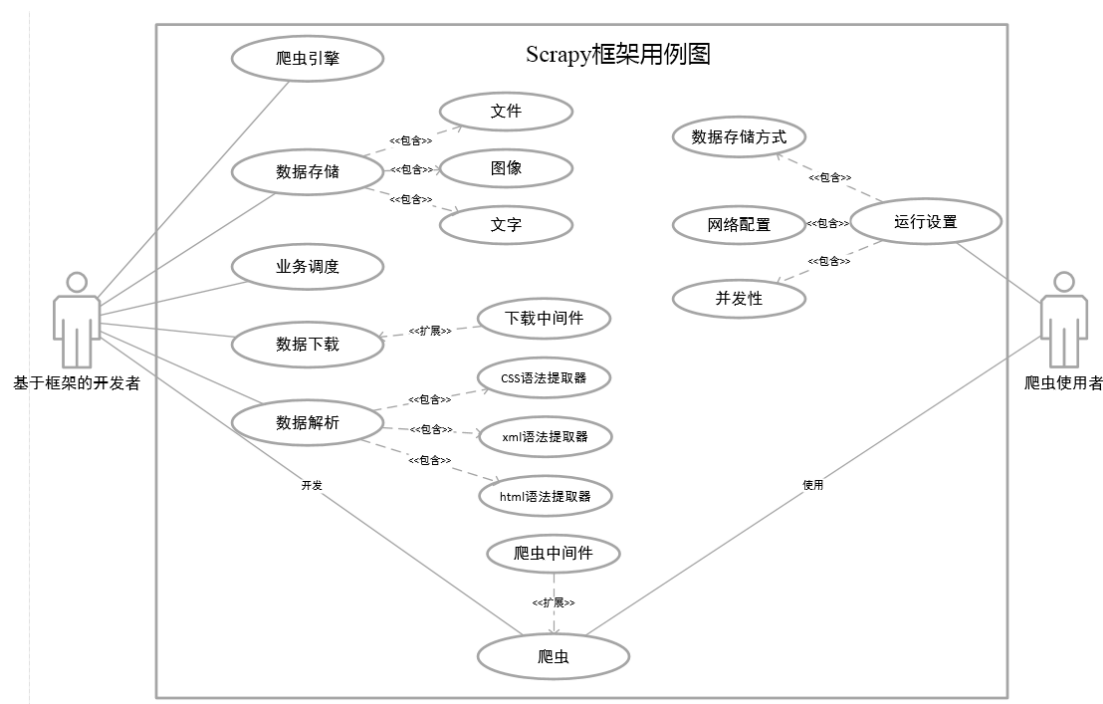 Scrapy框架用例图
爬虫引擎
文件
<<包含>>
数据存储
<<包含>>
图像
<<包含>>
文字
数据存储方式
<<包含>>
网络配置
<<包含>>
运行设置
<<包含>>
并发性
业务调度
下载中间件
<<扩展>>
数据下载
基于框架的开发者
爬虫使用者
CSS语法提取器
<<包含>>
数据解析
<<包含>>
xml语法提取器
<<包含>>
html语法提取器
开发
使用
爬虫中间件
<<扩展>>
爬虫